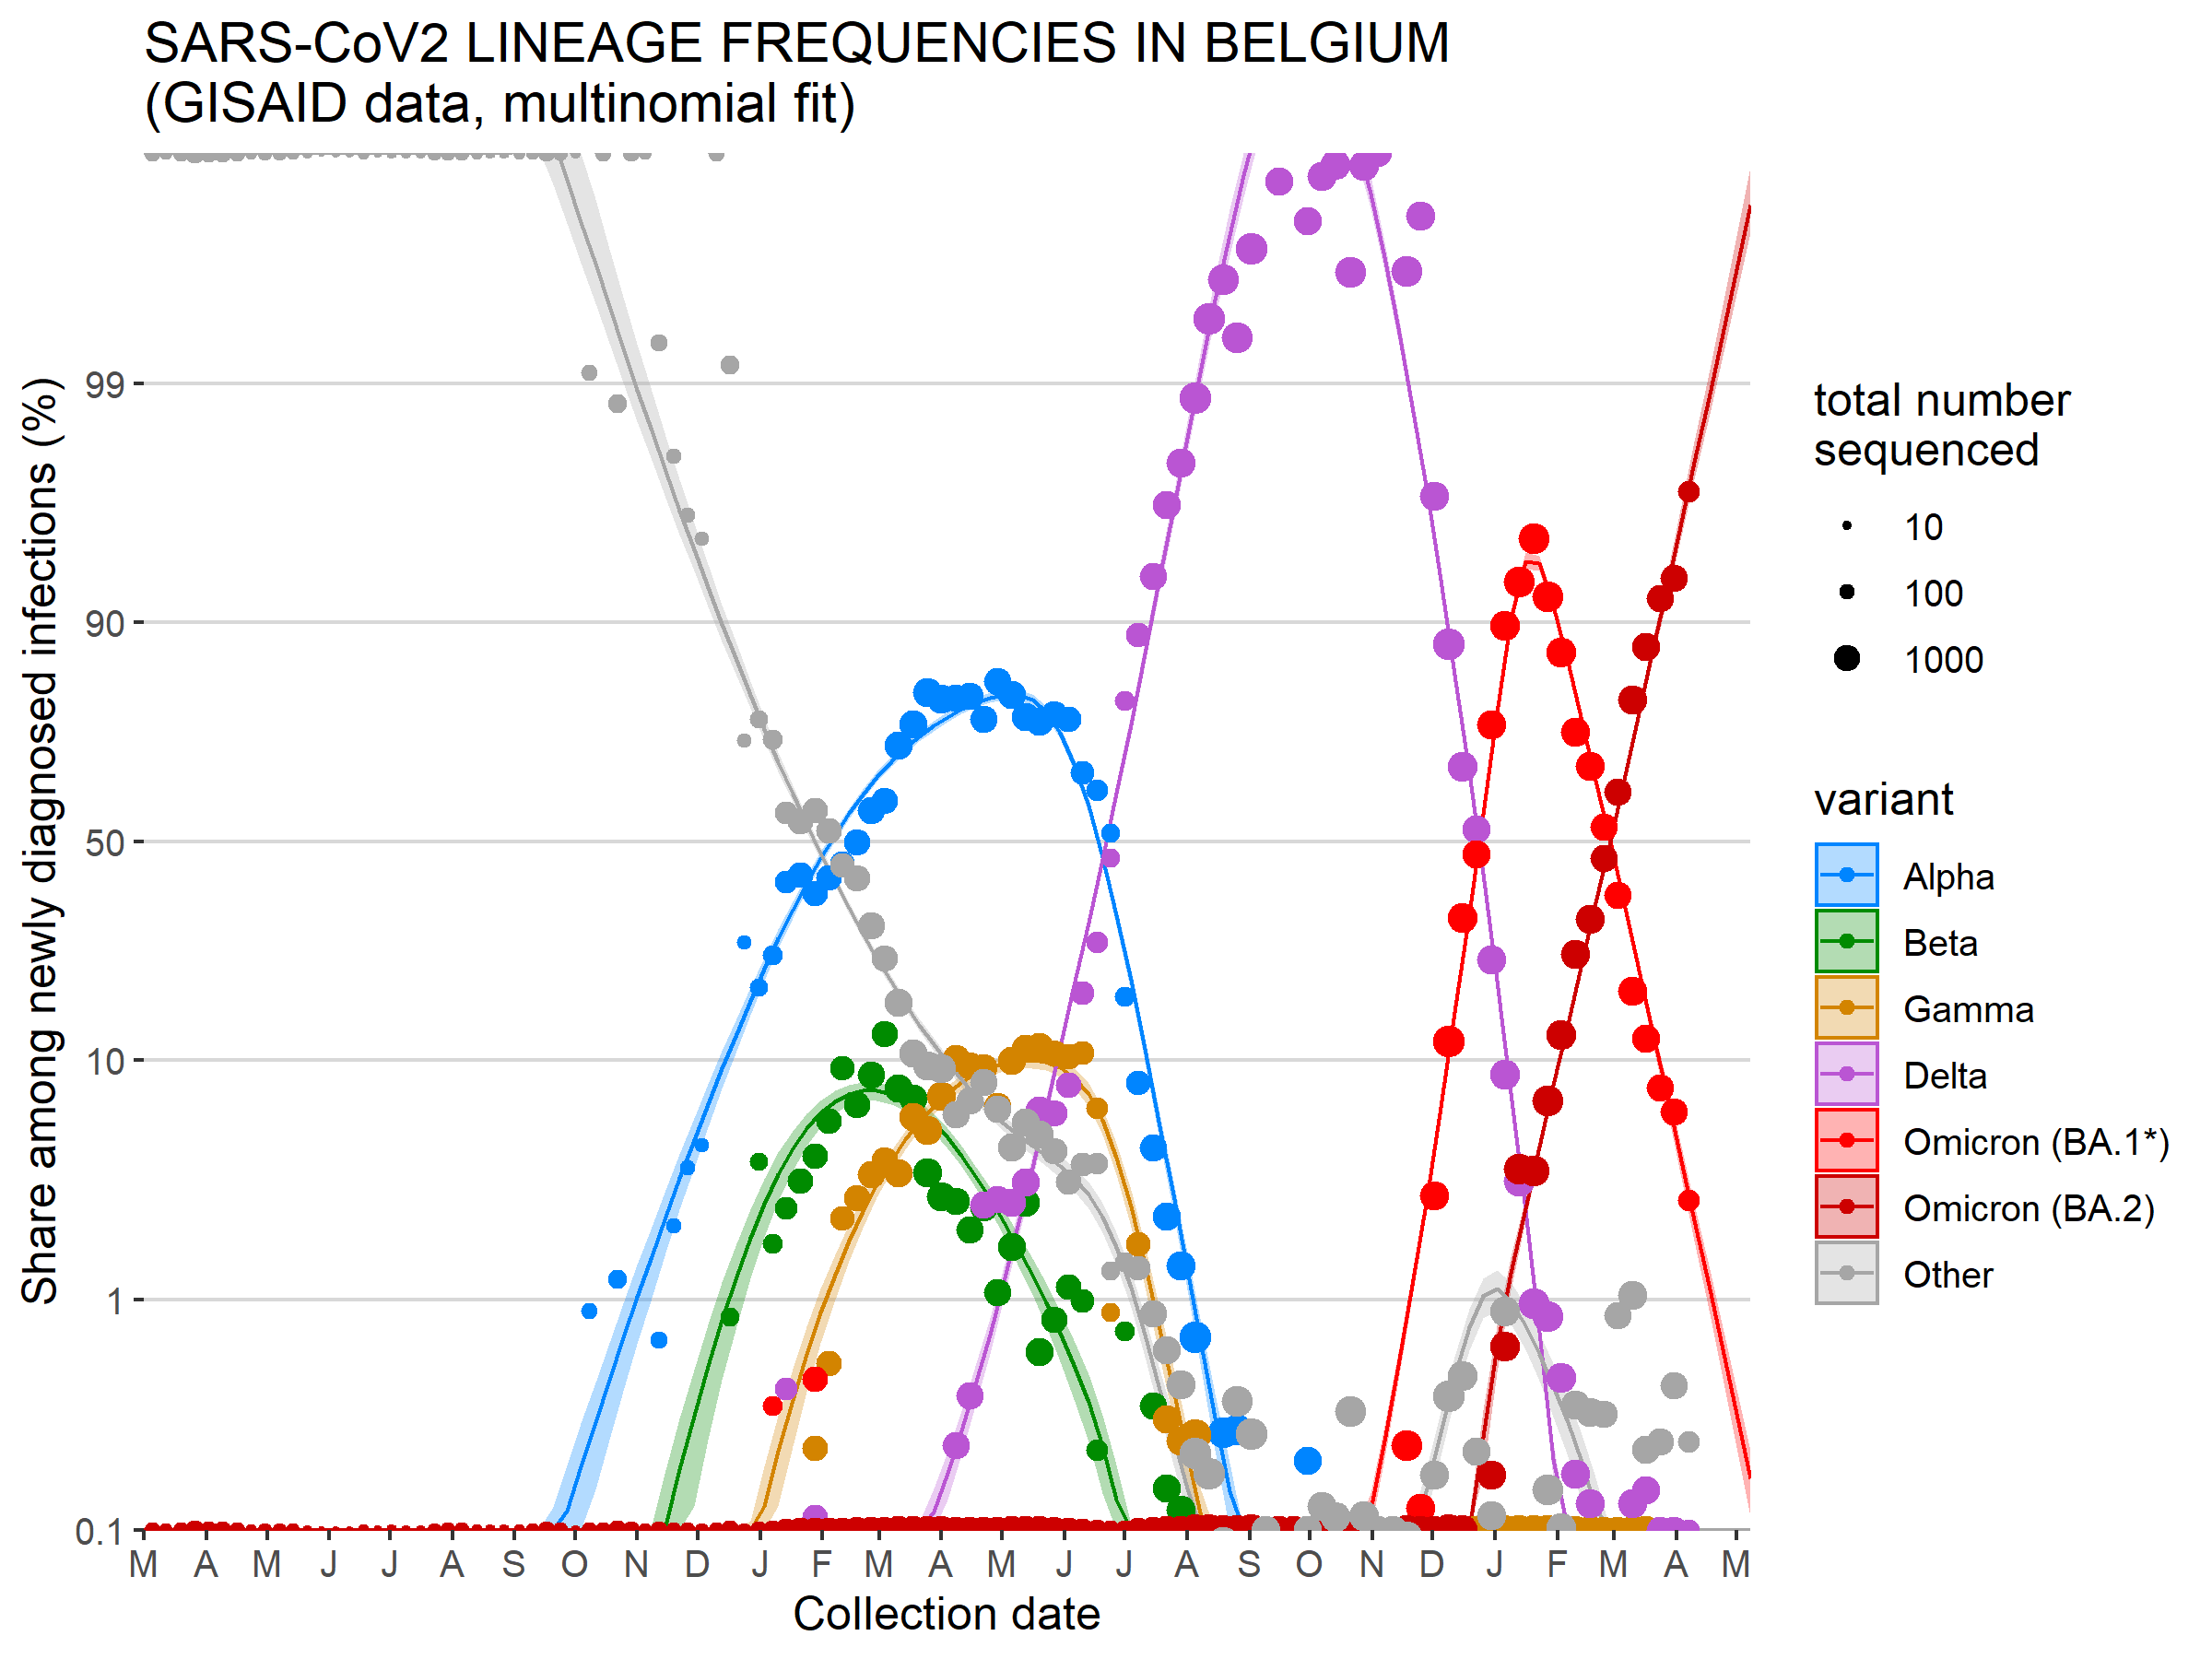 SARS-CoV2 LINEAGE FREQUENCIES IN BELGIUM
(GISAID data, multinomial fit)
Share among newly diagnosed infections (%)
99
90
50
10
1
0.1
M A M J J A S O N D J F M A M J J A S O N D J F M A M
Collection date
total number
sequenced
10
100
1000
variant
Alpha
Beta
Gamma
Delta
Omicron (BA.1*)
Omicron (BA.2)
Other